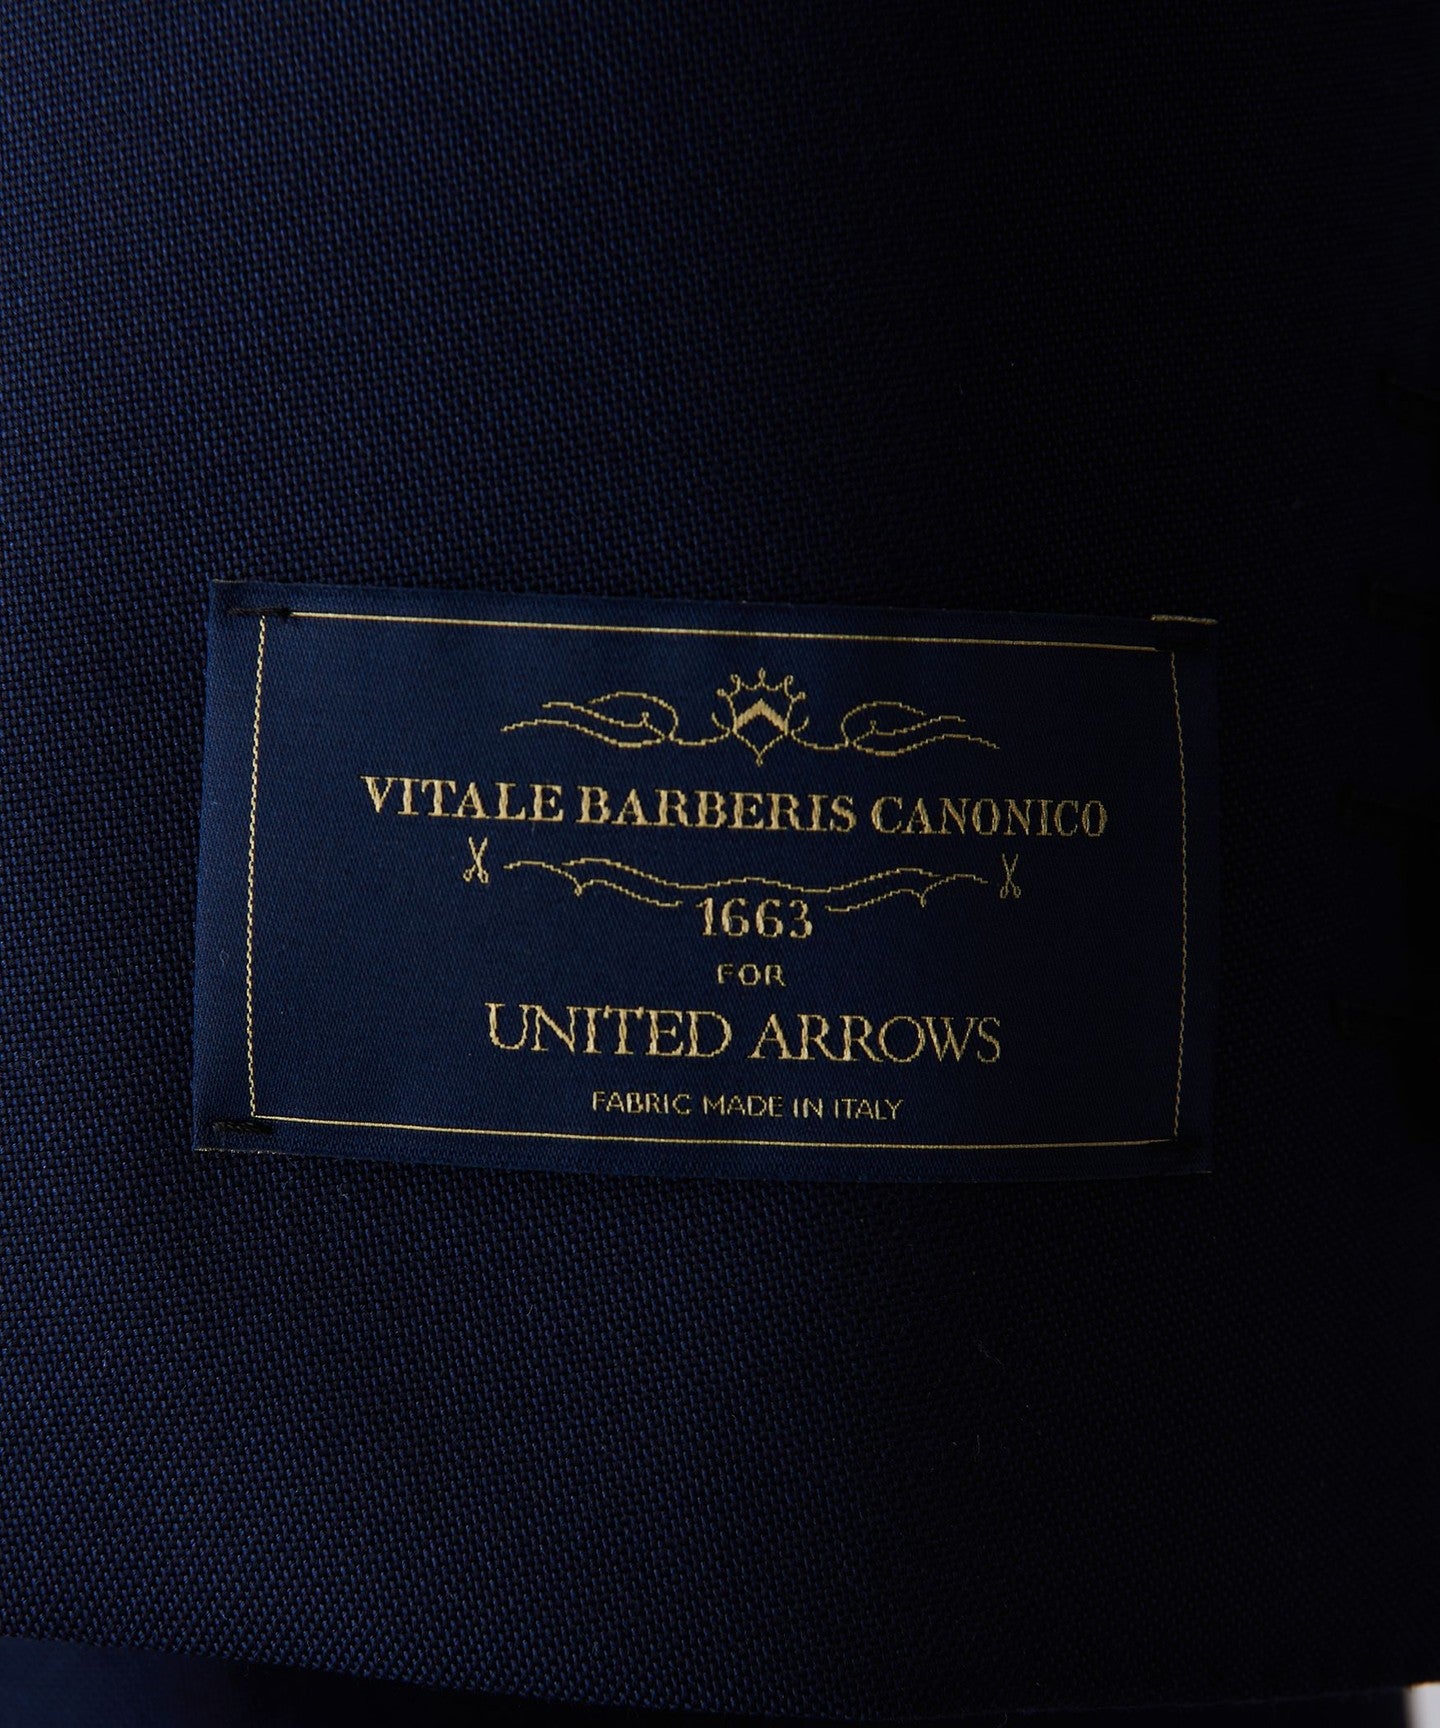 VITALE BARBERIS CANONICO
1663
FOR
UNITED ARROWS
FABRIC MADE IN ITALY